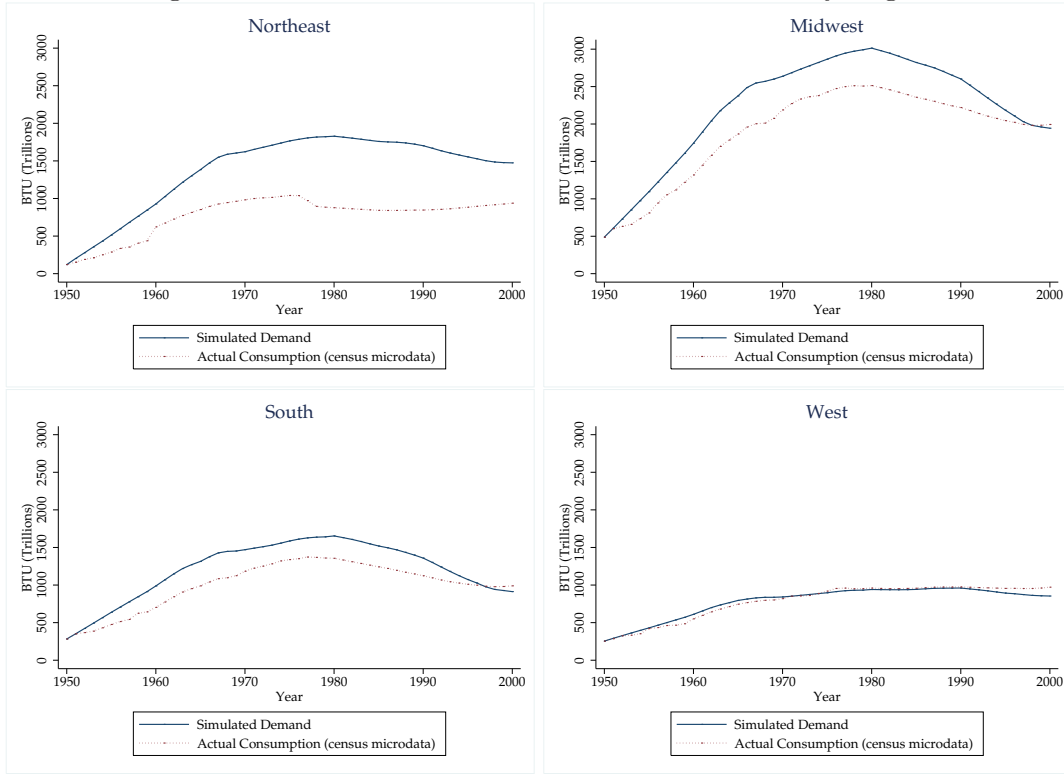 Northeast
BTU (Trillions)
3000
2500
2000
1500
1000
500
0
1950 1960 1970 1980 1990 2000
Year
Simulated Demand
Actual Consumption (census microdata)
Midwest
BTU (Trillions)
3000
2500
2000
1500
1000
500
0
1950 1960 1970 1980 1990 2000
Year
Simulated Demand
Actual Consumption (census microdata)
South
BTU (Trillions)
3000
2500
2000
1500
1000
500
0
1950 1960 1970 1980 1990 2000
Year
Simulated Demand
Actual Consumption (census microdata)
West
BTU (Trillions)
3000
2500
2000
1500
1000
500
0
1950 1960 1970 1980 1990 2000
Year
Simulated Demand
Actual Consumption (census microdata)